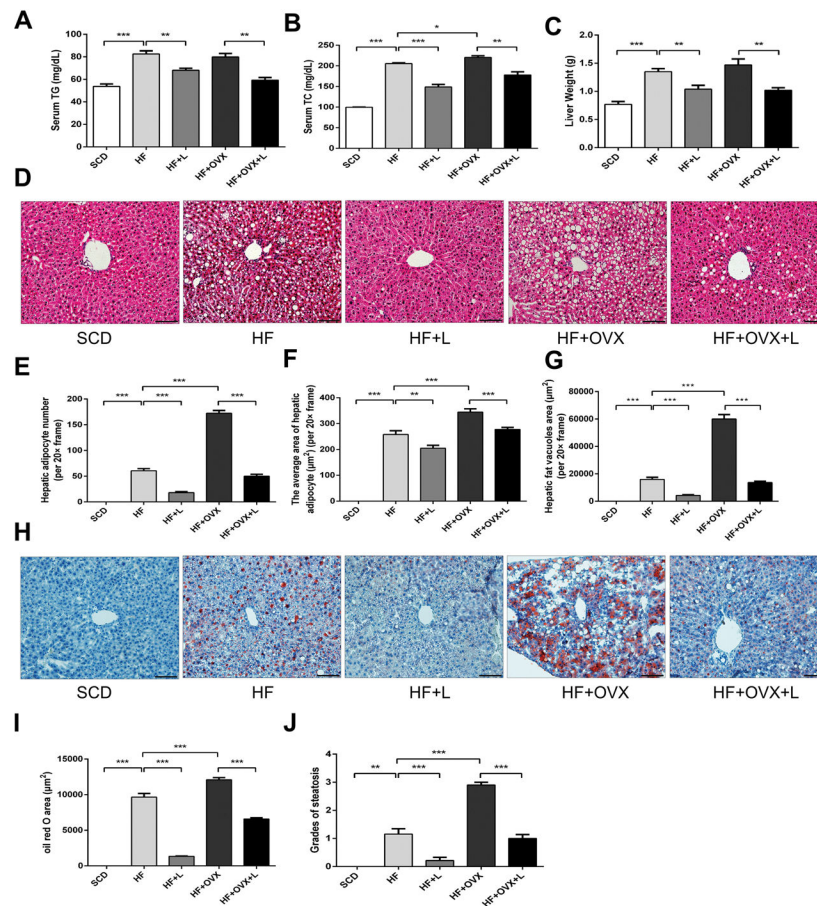 A
Serum TG (mg/dL)
100
80
60
40
20
0
***
**
**
SCD
HF
HF+L
HF+OVX
HF+OVX+L
B
Serum TC (mg/dL)
250
200
150
100
50
0
*
***
***
**
SCD
HF
HF+L
HF+OVX
HF+OVX+L
C
Liver Weight (g)
2.0
1.5
1.0
0.5
0.0
***
**
**
SCD
HF
HF+L
HF+OVX
HF+OVX+L
D
SCD
HF
HF+L
HF+OVX
HF+OVX+L
E
Hepatic adipocyte number
(per 20× frame)
200
150
100
50
0
***
***
***
***
SCD
HF
HF+L
HF+OVX
HF+OVX+L
F
The average area of hepatic
adipocyte (μm²) (per 20× frame)
400
300
200
100
0
***
***
**
***
SCD
HF
HF+L
HF+OVX
HF+OVX+L
G
Hepatic fat vacuoles area (μm²)
(per 20× frame)
80000
60000
40000
20000
0
***
***
***
***
SCD
HF
HF+L
HF+OVX
HF+OVX+L
H
SCD
HF
HF+L
HF+OVX
HF+OVX+L
I
oil red O area (μm²)
15000
10000
5000
0
***
***
***
***
SCD
HF
HF+L
HF+OVX
HF+OVX+L
J
Grades of steatosis
4
3
2
1
0
***
**
***
***
SCD
HF
HF+L
HF+OVX
HF+OVX+L